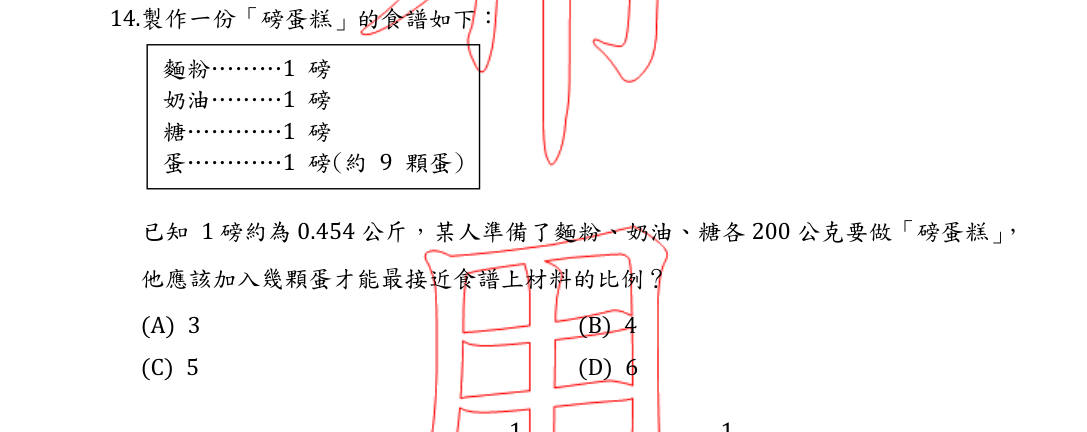 14.製作一份「磅蛋糕」的食譜如下：
麵粉………1 磅
奶油………1 磅
糖…………1 磅
蛋…………1 磅(約 9 顆蛋)
已知 1 磅約為 0.454 公斤，某人準備了麵粉、奶油、糖各 200 公克要做「磅蛋糕」，
他應該加入幾顆蛋才能最接近食譜上材料的比例？
(A) 3 (B) 4
(C) 5 (D) 6
1 1